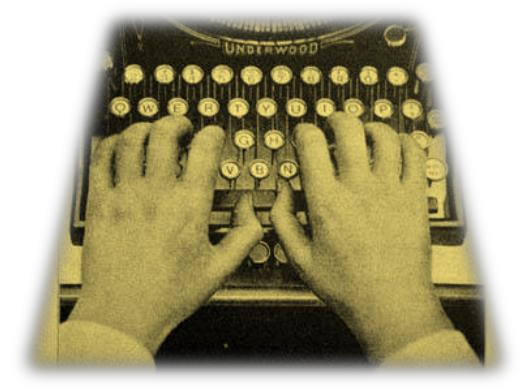 UNDERWOOD
Q W E R T Y U I O P
G H
V B N